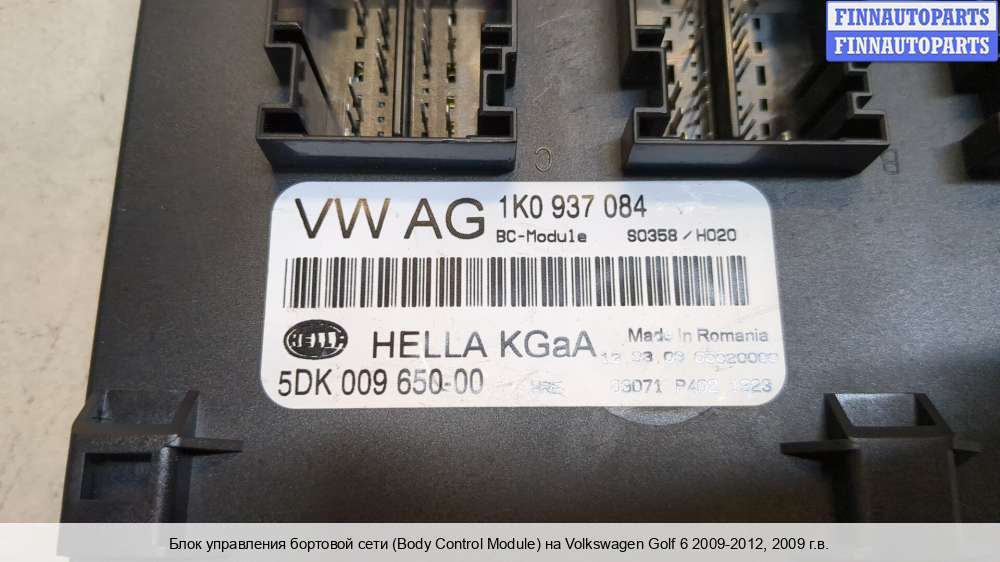 FINNAUTOPARTS
FINNAUTOPARTS
C
B
VW AG 1K0 937 084
BC-Module S0358 / H020
HELLA HELLA KGaA Made In Romania
5DK 009 650-00
Блок управления бортовой сети (Body Control Module) на Volkswagen Golf 6 2009-2012, 2009 г.в.